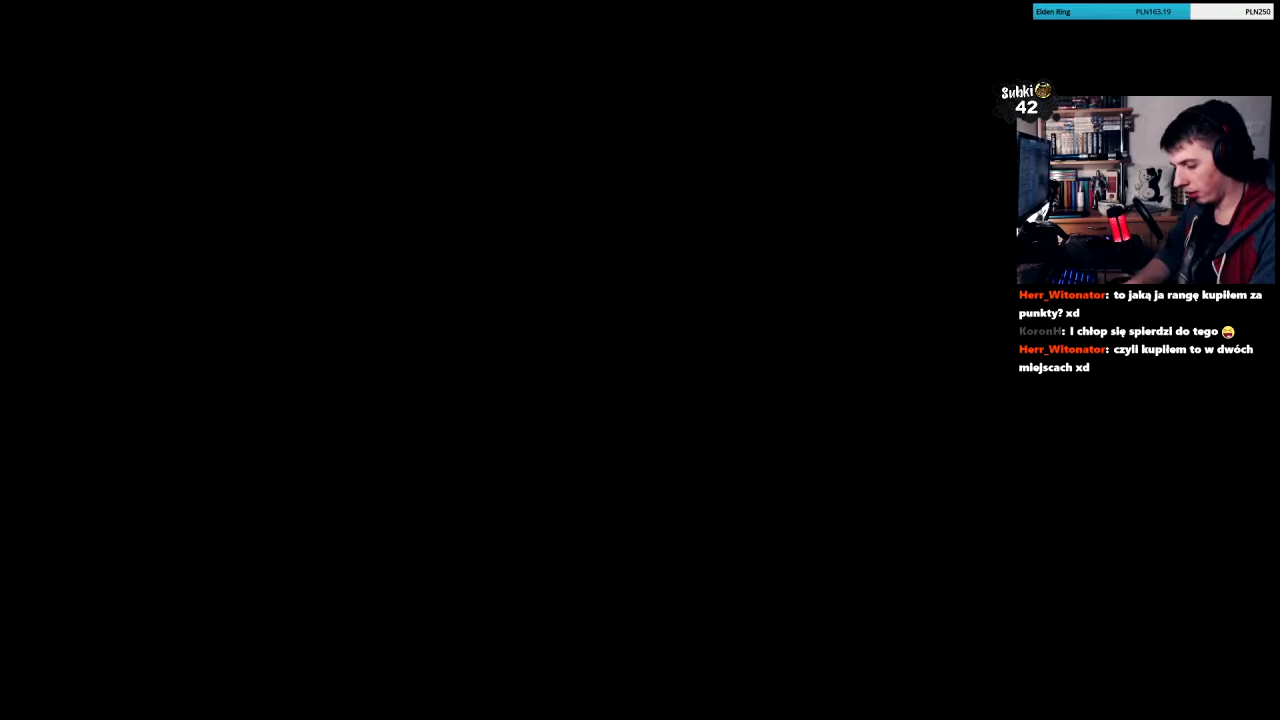 Elden Ring PLN163.19 PLN250
Subki
42
Herr_Witonator: to jaką ja rangę kupiłem za
punkty? xd
KoronH: I chłop się spierdzi do tego 😝
Herr_Witonator: czyli kupiłem to w dwóch
miejscach xd